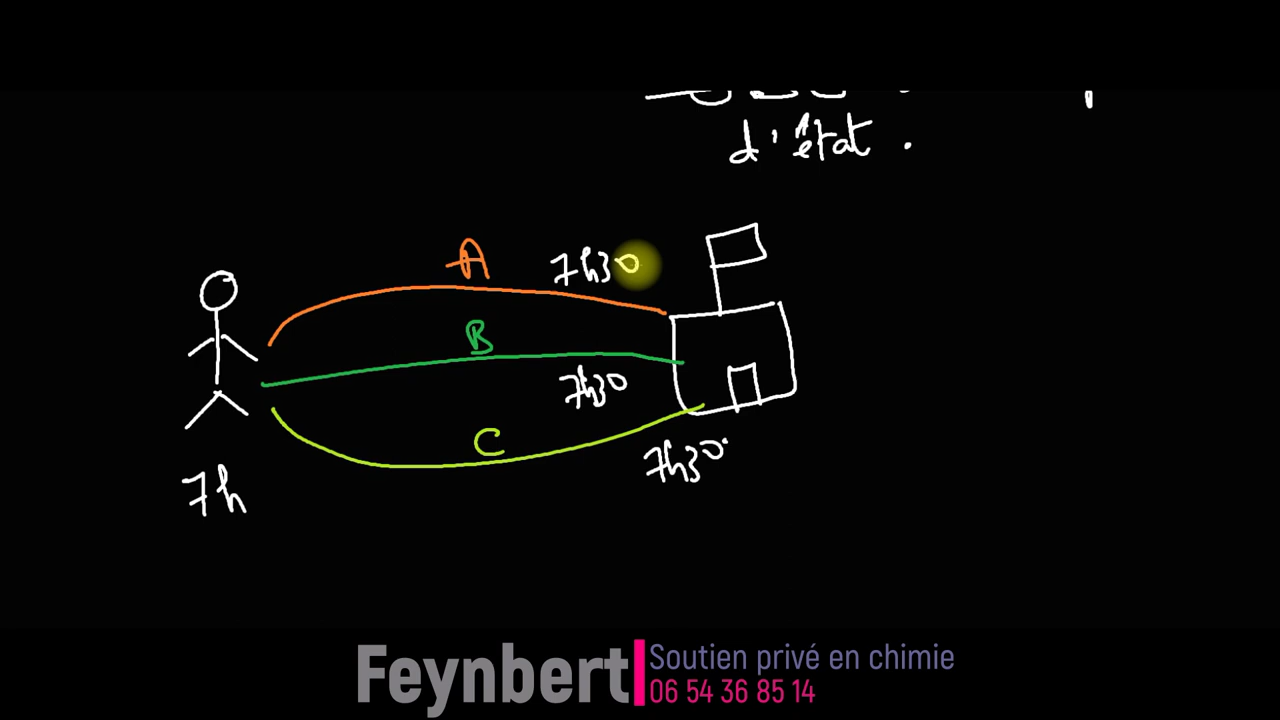 d'état .
A
7h30
B
7h30
C
7h30
7h
Feynbert
Soutien privé en chimie
06 54 36 85 14